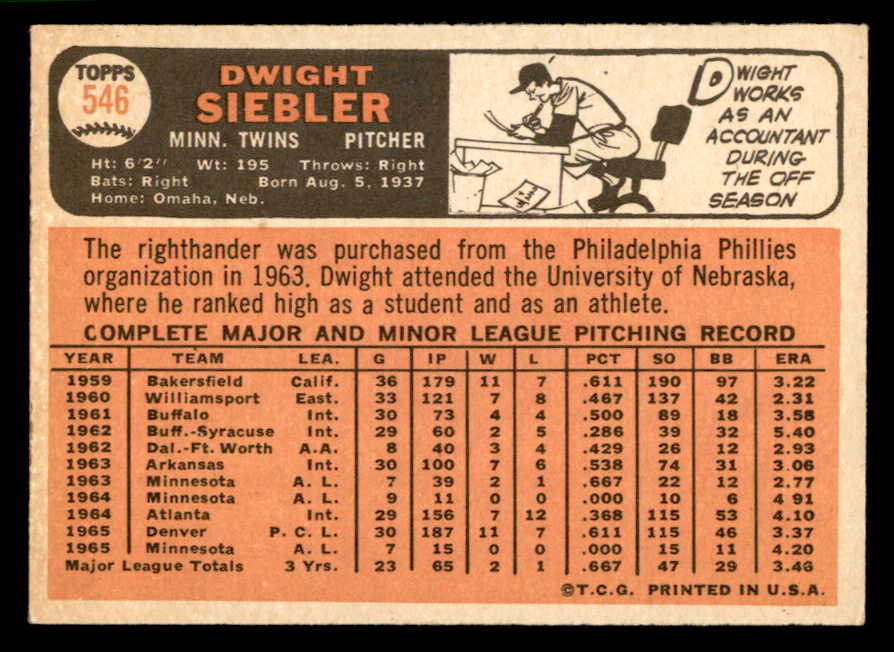 TOPPS
546
DWIGHT
SIEBLER
MINN. TWINS PITCHER
Ht: 6'2" Wt: 195 Throws: Right
Bats: Right Born Aug. 5, 1937
Home: Omaha, Neb.
DWIGHT
WORKS
AS AN
ACCOUNTANT
DURING
THE OFF
SEASON
The righthander was purchased from the Philadelphia Phillies
organization in 1963. Dwight attended the University of Nebraska,
where he ranked high as a student and as an athlete.
COMPLETE MAJOR AND MINOR LEAGUE PITCHING RECORD
YEAR TEAM LEA. G IP W L PCT SO BB ERA
1959 Bakersfield Calif. 36 179 11 7 .611 190 97 3.22
1960 Williamsport East. 33 121 7 8 .467 137 42 2.31
1961 Buffalo Int. 30 73 4 4 .500 89 18 3.58
1962 Buff.-Syracuse Int. 29 60 2 5 .286 39 32 5.40
1962 Dal.-Ft. Worth A.A. 8 40 3 4 .429 26 12 2.93
1963 Arkansas Int. 30 100 7 6 .538 74 31 3.06
1963 Minnesota A. L. 7 39 2 1 .667 22 12 2.77
1964 Minnesota A. L. 9 11 0 0 .000 10 6 4 91
1964 Atlanta Int. 29 156 7 12 .368 115 53 4.10
1965 Denver P. C. L. 30 187 11 7 .611 115 46 3.37
1965 Minnesota A. L. 7 15 0 0 .000 15 11 4.20
Major League Totals 3 Yrs. 23 65 2 1 .667 47 29 3.46
©T.C.G. PRINTED IN U.S.A.